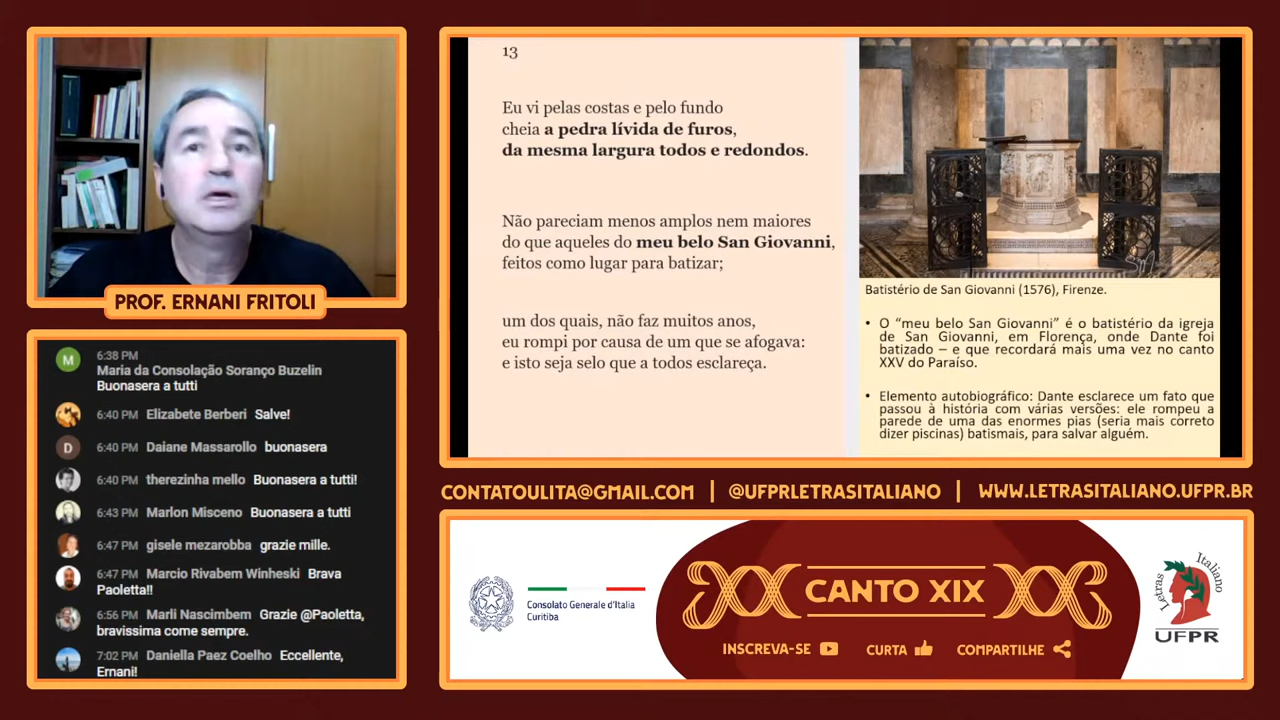 PROF. ERNANI FRITOLI
M
6:38 PM
Maria da Consolação Soranço Buzelin
Buonasera a tutti
6:40 PM Elizabete Berberi Salve!
D
6:40 PM Daiane Massarollo buonasera
6:40 PM therezinha mello Buonasera a tutti!
6:43 PM Marlon Misceno Buonasera a tutti
6:47 PM gisele mezarobba grazie mille.
6:47 PM Marcio Rivabem Winheski Brava
Paoletta!!
6:56 PM Marli Nascimbem Grazie @Paoletta,
bravissima come sempre.
7:02 PM Daniella Paez Coelho Eccellente,
Ernani!
13
Eu vi pelas costas e pelo fundo
cheia a pedra lívida de furos,
da mesma largura todos e redondos.
Não pareciam menos amplos nem maiores
do que aqueles do meu belo San Giovanni,
feitos como lugar para batizar;
um dos quais, não faz muitos anos,
eu rompi por causa de um que se afogava:
e isto seja selo que a todos esclareça.
Batistério de San Giovanni (1576), Firenze.
• O “meu belo San Giovanni” é o batistério da igreja
de San Giovanni, em Florença, onde Dante foi
batizado – e que recordará mais uma vez no canto
XXV do Paraíso.
• Elemento autobiográfico: Dante esclarece um fato que
passou à história com várias versões: ele rompeu a
parede de uma das enormes pias (seria mais correto
dizer piscinas) batismais, para salvar alguém.
CONTATOULITA@GMAIL.COM | @UFPRLETRASITALIANO | WWW.LETRASITALIANO.UFPR.BR
Consolato Generale d'Italia
Curitiba
CANTO XIX
INSCREVA-SE CURTA COMPARTILHE
Letras Italiano
UFPR